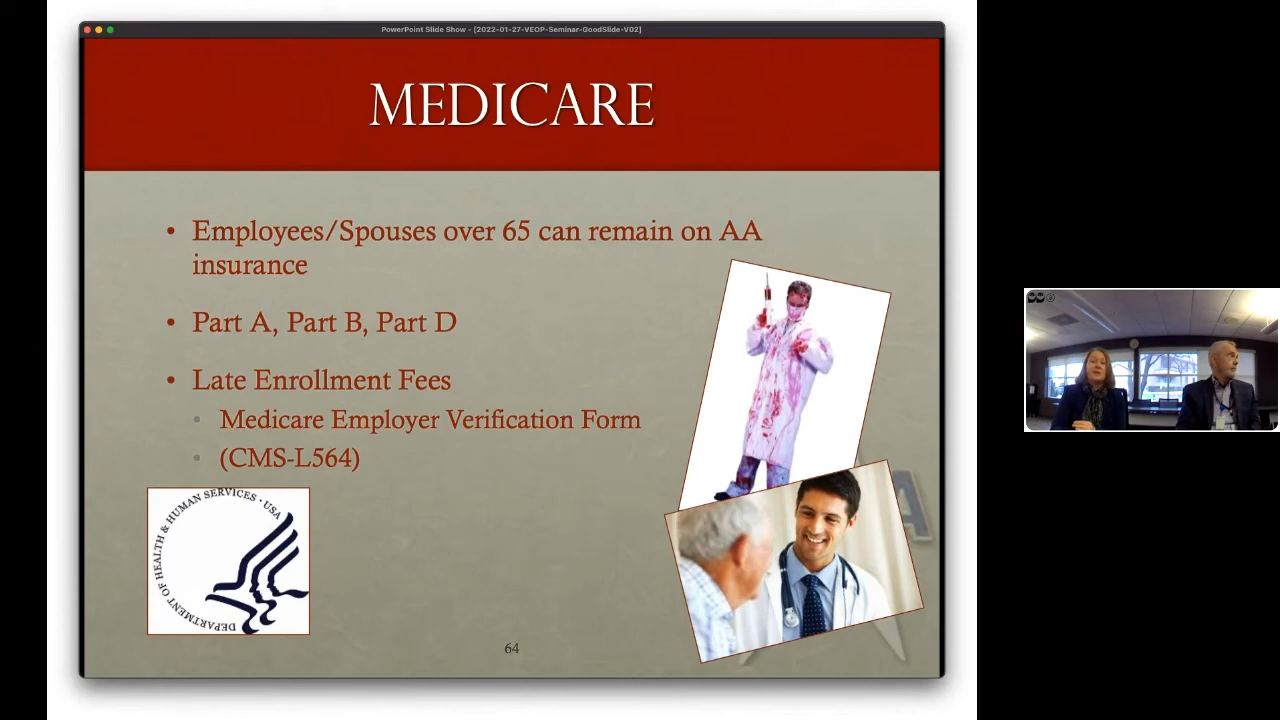 PowerPoint Slide Show - [2022-01-27-VEOP-Seminar-GoodSlide-V02]
MEDICARE
• Employees/Spouses over 65 can remain on AA
insurance
• Part A, Part B, Part D
• Late Enrollment Fees
• Medicare Employer Verification Form
• (CMS-L564)
DEPARTMENT OF HEALTH & HUMAN SERVICES · USA
64